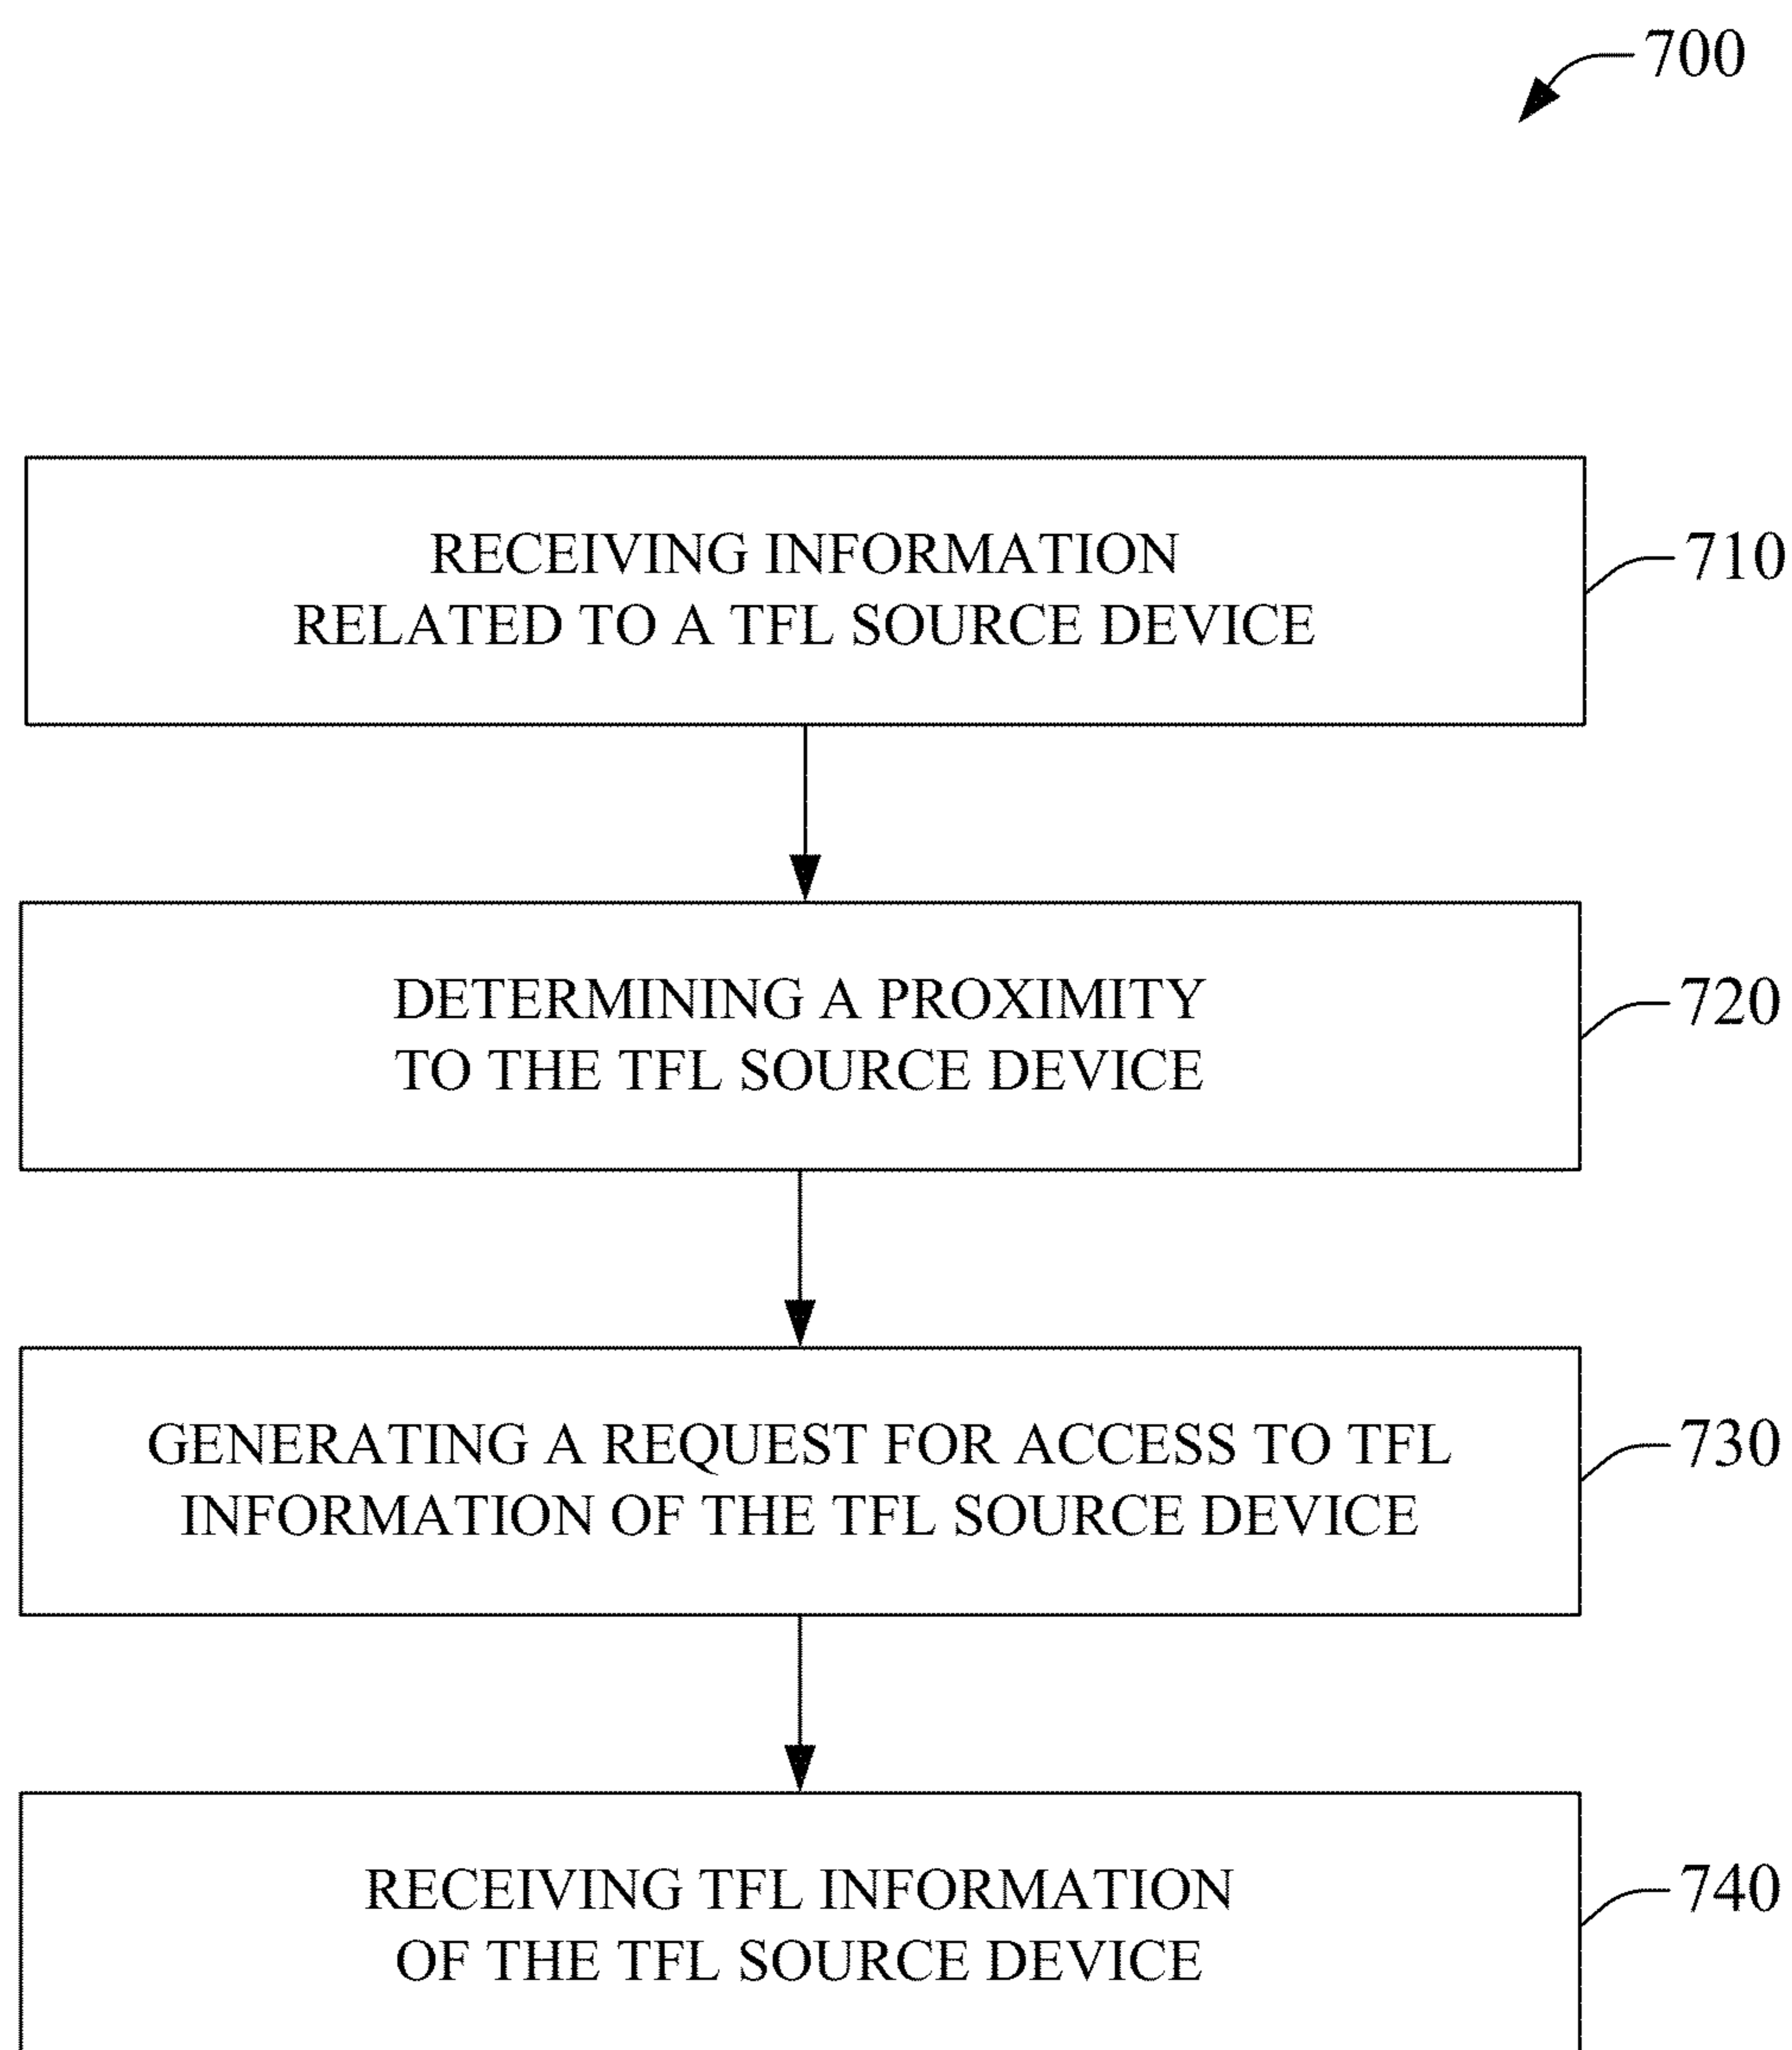 700
RECEIVING INFORMATION
RELATED TO A TFL SOURCE DEVICE
710
DETERMINING A PROXIMITY
TO THE TFL SOURCE DEVICE
720
GENERATING A REQUEST FOR ACCESS TO TFL
INFORMATION OF THE TFL SOURCE DEVICE
730
RECEIVING TFL INFORMATION
OF THE TFL SOURCE DEVICE
740